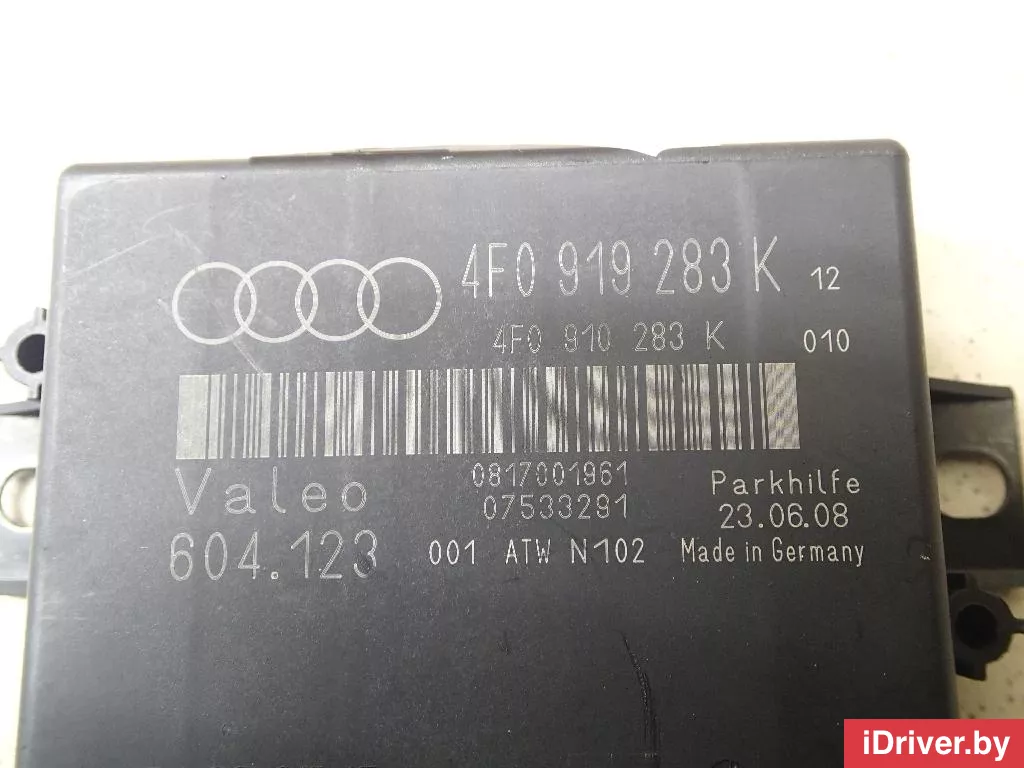 4F0 919 283 K 12
4F0 910 283 K 010
0817001961
Valeo
07533291
Parkhilfe
23.06.08
604.123 001 ATW N102 Made in Germany
iDriver.by